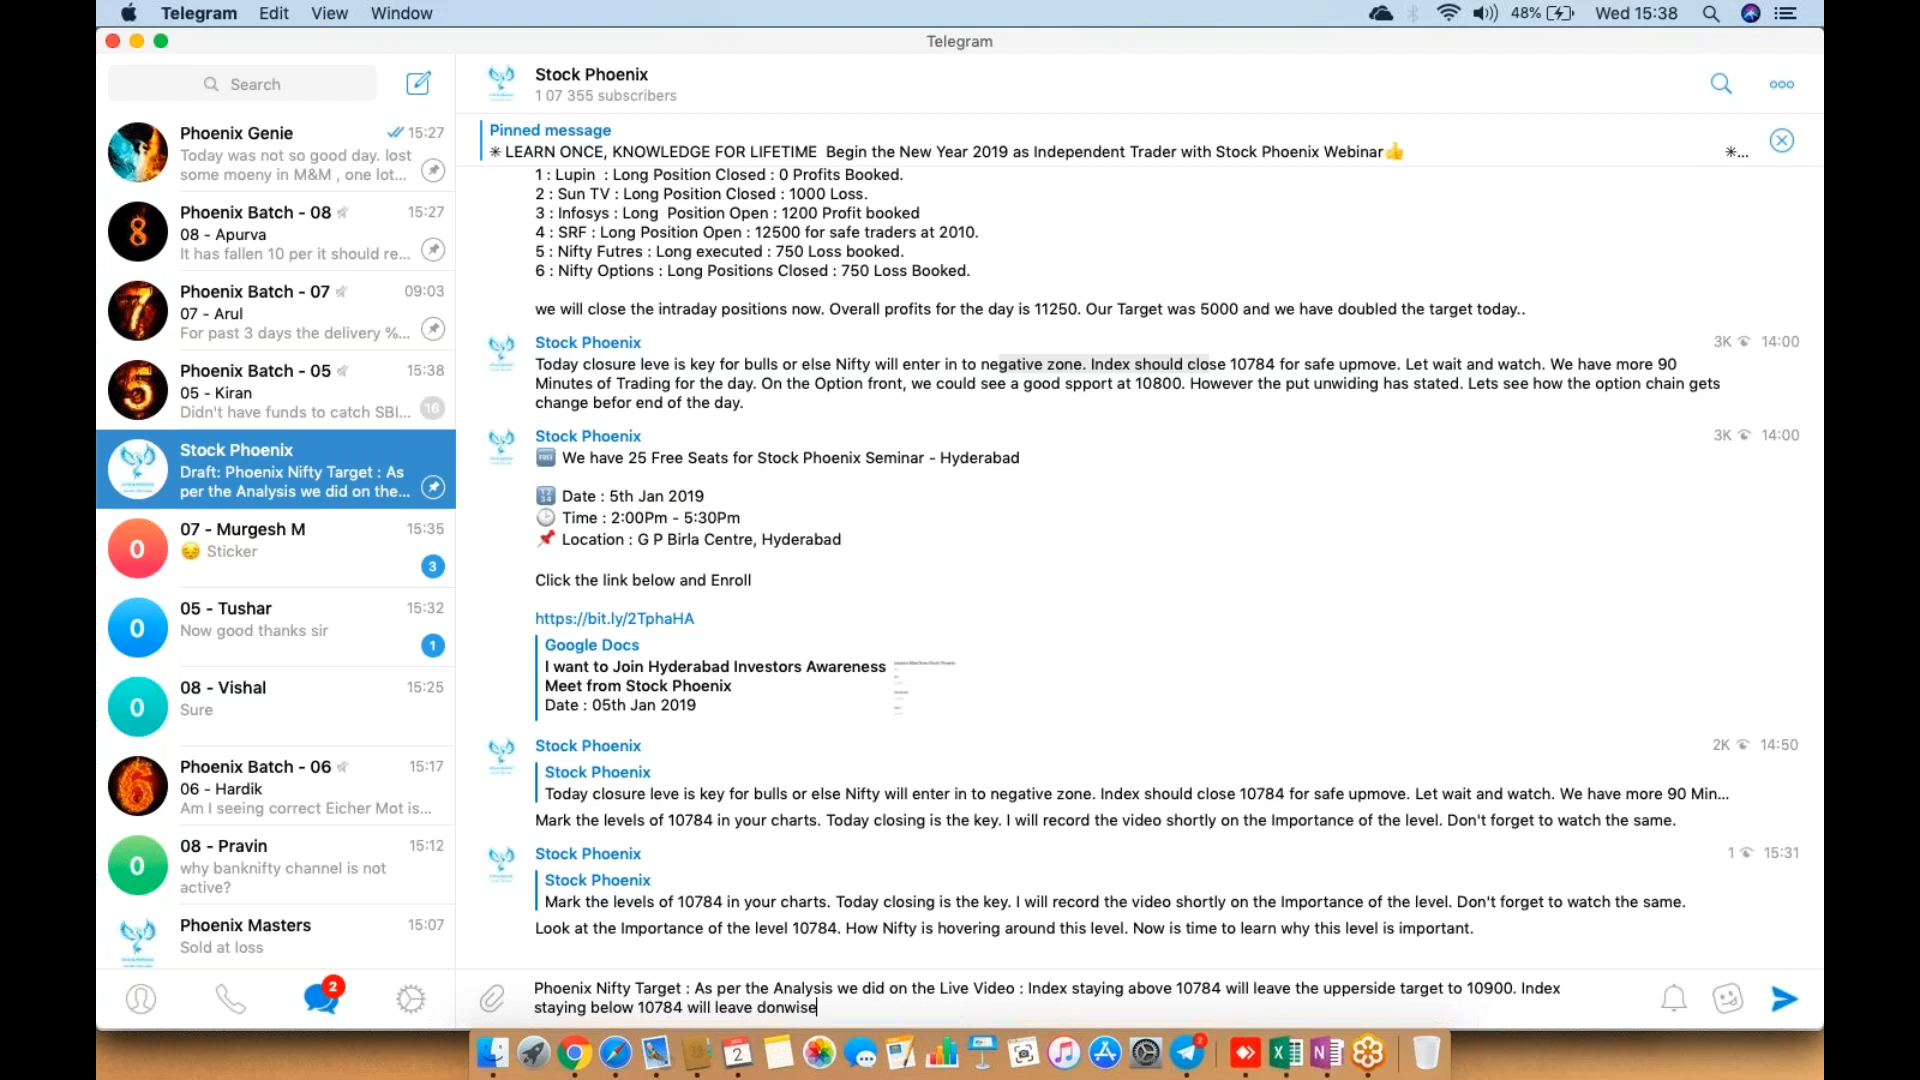 Telegram Edit View Window
48% Wed 15:38
Telegram
Search
Phoenix Genie 15:27
Today was not so good day. lost
some moeny in M&M , one lot...
Phoenix Batch - 08 15:27
08 - Apurva
It has fallen 10 per it should re...
Phoenix Batch - 07 09:03
07 - Arul
For past 3 days the delivery %...
Phoenix Batch - 05 15:38
05 - Kiran
Didn't have funds to catch SBI...
16
Stock Phoenix
Draft: Phoenix Nifty Target : As
per the Analysis we did on the...
07 - Murgesh M 15:35
Sticker
3
05 - Tushar 15:32
Now good thanks sir
1
08 - Vishal 15:25
Sure
Phoenix Batch - 06 15:17
06 - Hardik
Am I seeing correct Eicher Mot is...
08 - Pravin 15:12
why banknifty channel is not
active?
Phoenix Masters 15:07
Sold at loss
2
Stock Phoenix
1 07 355 subscribers
Pinned message
✳ LEARN ONCE, KNOWLEDGE FOR LIFETIME Begin the New Year 2019 as Independent Trader with Stock Phoenix Webinar👍 ✳...
1 : Lupin : Long Position Closed : 0 Profits Booked.
2 : Sun TV : Long Position Closed : 1000 Loss.
3 : Infosys : Long Position Open : 1200 Profit booked
4 : SRF : Long Position Open : 12500 for safe traders at 2010.
5 : Nifty Futres : Long executed : 750 Loss booked.
6 : Nifty Options : Long Positions Closed : 750 Loss Booked.
we will close the intraday positions now. Overall profits for the day is 11250. Our Target was 5000 and we have doubled the target today..
Stock Phoenix 3K 14:00
Today closure leve is key for bulls or else Nifty will enter in to negative zone. Index should close 10784 for safe upmove. Let wait and watch. We have more 90
Minutes of Trading for the day. On the Option front, we could see a good spport at 10800. However the put unwiding has stated. Lets see how the option chain gets
change befor end of the day.
Stock Phoenix 3K 14:00
We have 25 Free Seats for Stock Phoenix Seminar - Hyderabad
Date : 5th Jan 2019
Time : 2:00Pm - 5:30Pm
Location : G P Birla Centre, Hyderabad
Click the link below and Enroll
https://bit.ly/2TphaHA
Google Docs
I want to Join Hyderabad Investors Awareness
Meet from Stock Phoenix
Date : 05th Jan 2019
Stock Phoenix 2K 14:50
Stock Phoenix
Today closure leve is key for bulls or else Nifty will enter in to negative zone. Index should close 10784 for safe upmove. Let wait and watch. We have more 90 Min...
Mark the levels of 10784 in your charts. Today closing is the key. I will record the video shortly on the Importance of the level. Don't forget to watch the same.
Stock Phoenix 1 15:31
Stock Phoenix
Mark the levels of 10784 in your charts. Today closing is the key. I will record the video shortly on the Importance of the level. Don't forget to watch the same.
Look at the Importance of the level 10784. How Nifty is hovering around this level. Now is time to learn why this level is important.
Phoenix Nifty Target : As per the Analysis we did on the Live Video : Index staying above 10784 will leave the upperside target to 10900. Index
staying below 10784 will leave donwise